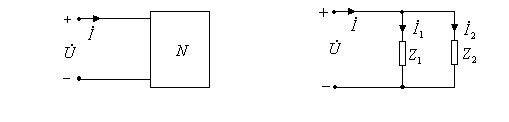 + İ
U̇ N
−
+ İ İ₁ İ₂
U̇ Z₁ Z₂
−